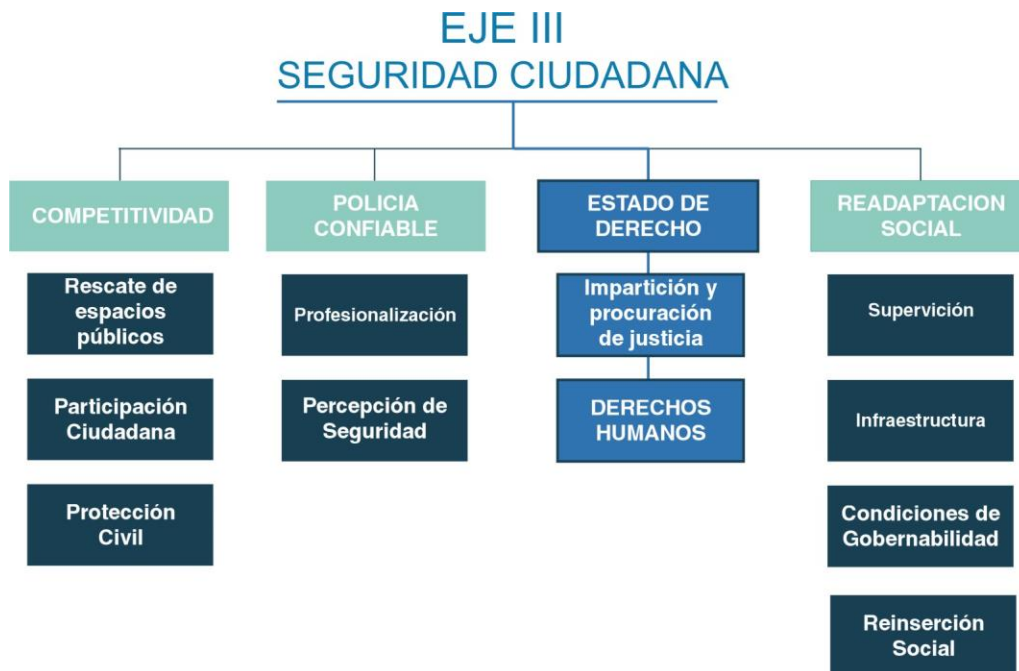 EJE III
SEGURIDAD CIUDADANA
COMPETITIVIDAD
Rescate de
espacios
públicos
Participación
Ciudadana
Protección
Civil
POLICIA
CONFIABLE
Profesionalización
Percepción de
Seguridad
ESTADO DE
DERECHO
Impartición y
procuración
de justicia
DERECHOS
HUMANOS
READAPTACION
SOCIAL
Supervición
Infraestructura
Condiciones de
Gobernabilidad
Reinserción
Social